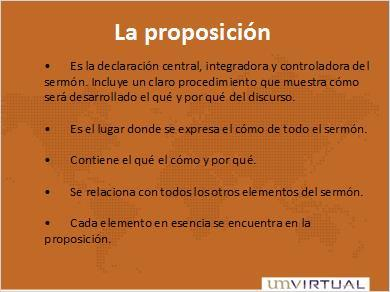 La proposición
• Es la declaración central, integradora y controladora del
sermón. Incluye un claro procedimiento que muestra cómo
será desarrollado el qué y por qué del discurso.
• Es el lugar donde se expresa el cómo de todo el sermón.
• Contiene el qué el cómo y por qué.
• Se relaciona con todos los otros elementos del sermón.
• Cada elemento en esencia se encuentra en la
proposición.
UMVIRTUAL